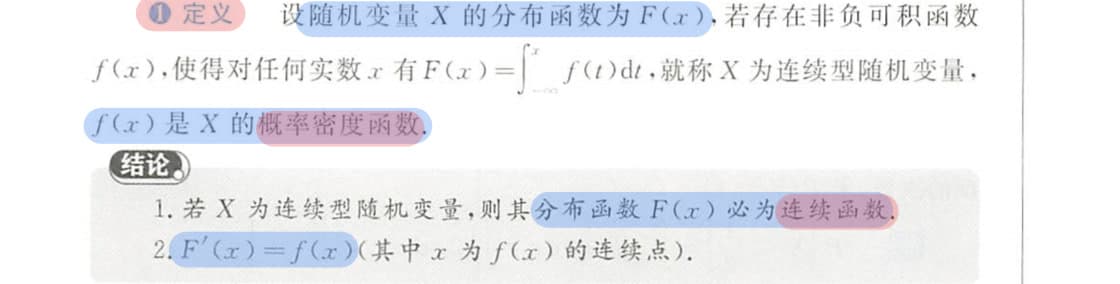 ❶ 定义 设随机变量 X 的分布函数为 F(x),若存在非负可积函数
f(x),使得对任何实数 x 有 F(x)=∫_{-∞}^{x} f(t)dt,就称 X 为连续型随机变量,
f(x)是 X 的概率密度函数.
结论
1. 若 X 为连续型随机变量,则其分布函数 F(x)必为连续函数.
2. F′(x)=f(x)(其中 x 为 f(x)的连续点).